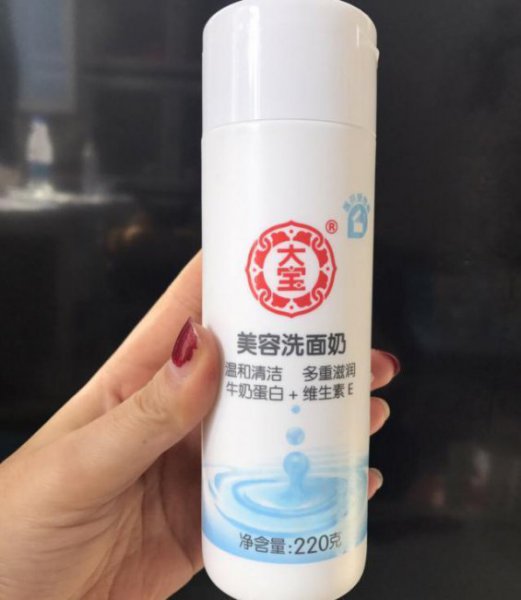 大宝
®
美容洗面奶
温和清洁 多重滋润
牛奶蛋白 + 维生素 E
净含量:220克